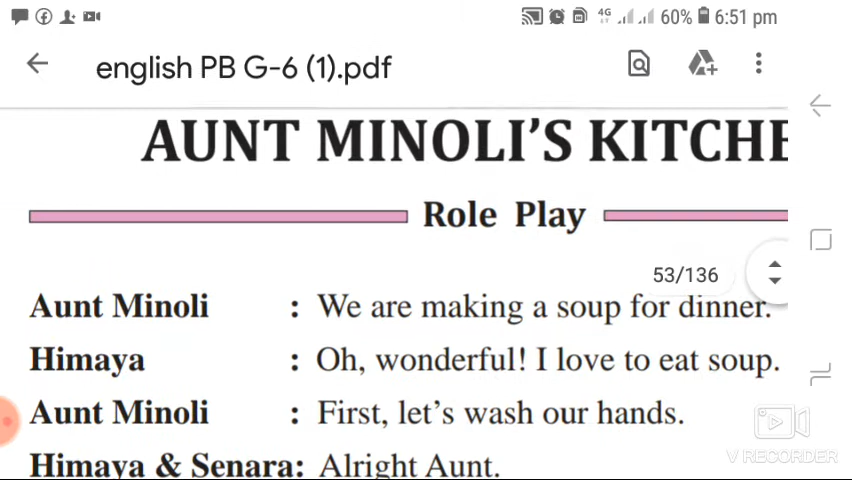 4G 60% 6:51 pm
english PB G-6 (1).pdf
AUNT MINOLI'S KITCHE
Role Play
53/136
Aunt Minoli : We are making a soup for dinner.
Himaya : Oh, wonderful! I love to eat soup.
Aunt Minoli : First, let's wash our hands.
Himaya & Senara: Alright Aunt.
V RECORDER